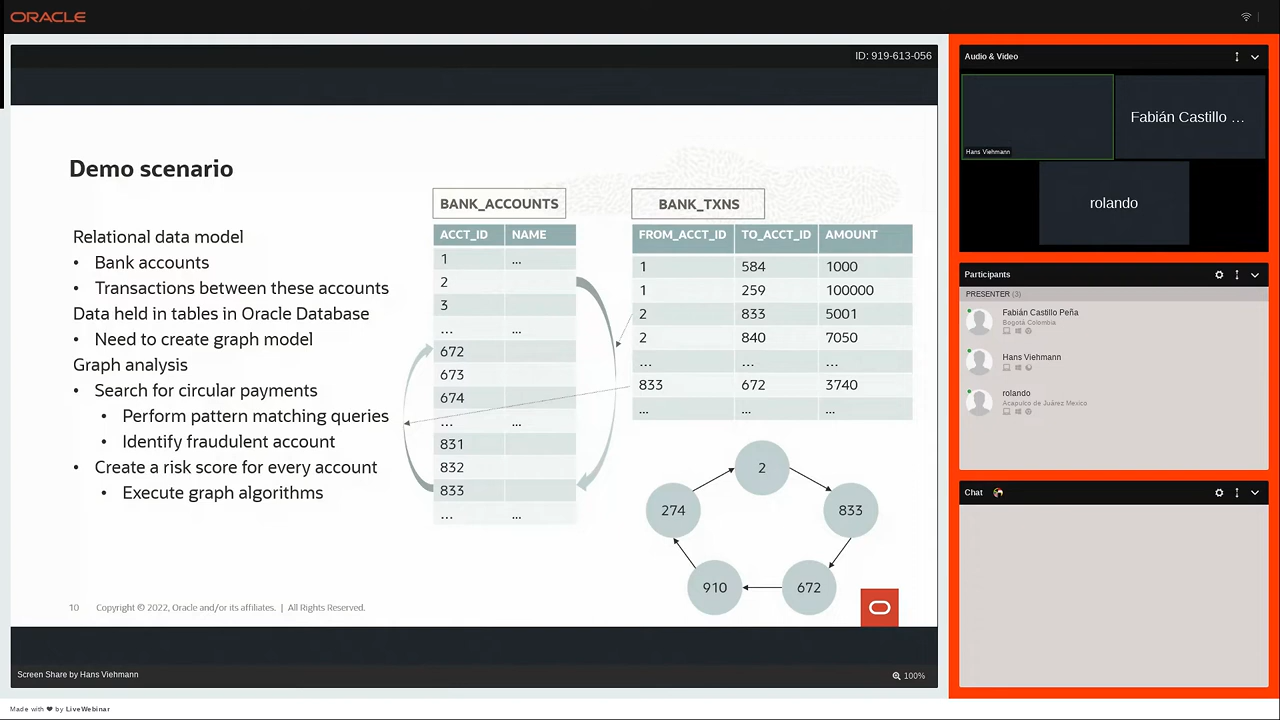 ORACLE
ID: 919-613-056
Demo scenario
Relational data model
• Bank accounts
• Transactions between these accounts
Data held in tables in Oracle Database
• Need to create graph model
Graph analysis
• Search for circular payments
• Perform pattern matching queries
• Identify fraudulent account
• Create a risk score for every account
• Execute graph algorithms
BANK_ACCOUNTS
ACCT_ID NAME
1 ...
2
3
... ...
672
673
674
... ...
831
832
833
... ...
BANK_TXNS
FROM_ACCT_ID TO_ACCT_ID AMOUNT
1 584 1000
1 259 100000
2 833 5001
2 840 7050
... ... ...
833 672 3740
... ... ...
2
274
833
910
672
10 Copyright © 2022, Oracle and/or its affiliates. | All Rights Reserved.
Screen Share by Hans Viehmann
100%
Made with ❤ by LiveWebinar
Audio & Video
Hans Viehmann
Fabián Castillo ...
rolando
Participants
PRESENTER (3)
Fabián Castillo Peña
Bogotá Colombia
Hans Viehmann
rolando
Acapulco de Juárez Mexico
Chat